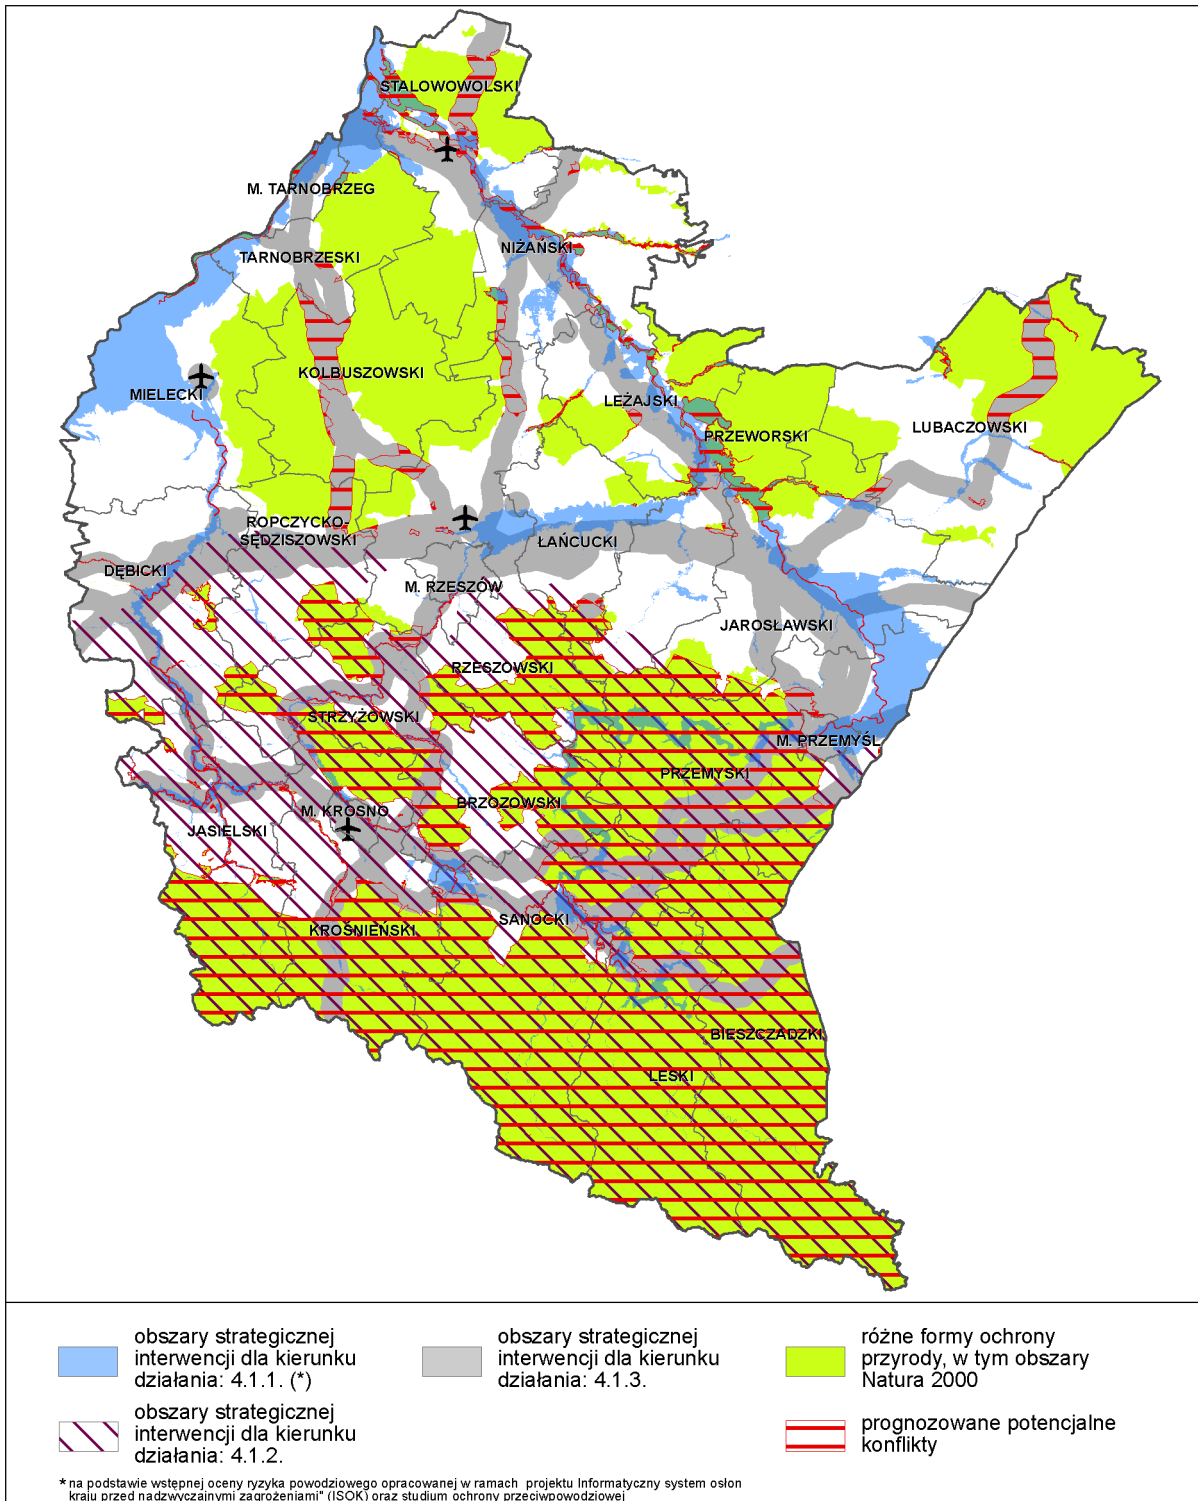 STALOWOWOLSKI
M. TARNOBRZEG
NIŻAŃSKI
TARNOBRZESKI
KOLBUSZOWSKI
MIELECKI
LEŻAJSKI
PRZEWORSKI
LUBACZOWSKI
ROPCZYCKO-
SĘDZISZOWSKI
ŁAŃCUCKI
DĘBICKI
M. RZESZÓW
JAROSŁAWSKI
RZESZOWSKI
STRZYŻOWSKI
M. PRZEMYŚL
PRZEMYSKI
BRZOZOWSKI
M. KROSNO
JASIELSKI
SANOCKI
KROŚNIEŃSKI
BIESZCZADZKI
LESKI
obszary strategicznej
interwencji dla kierunku
działania: 4.1.1. (*)
obszary strategicznej
interwencji dla kierunku
działania: 4.1.2.
obszary strategicznej
interwencji dla kierunku
działania: 4.1.3.
różne formy ochrony
przyrody, w tym obszary
Natura 2000
prognozowane potencjalne
konflikty
* na podstawie wstępnej oceny ryzyka powodziowego opracowanej w ramach projektu Informatyczny system osłon
kraju przed nadzwyczajnymi zagrożeniami" (ISOK) oraz studium ochrony przeciwpowodziowej